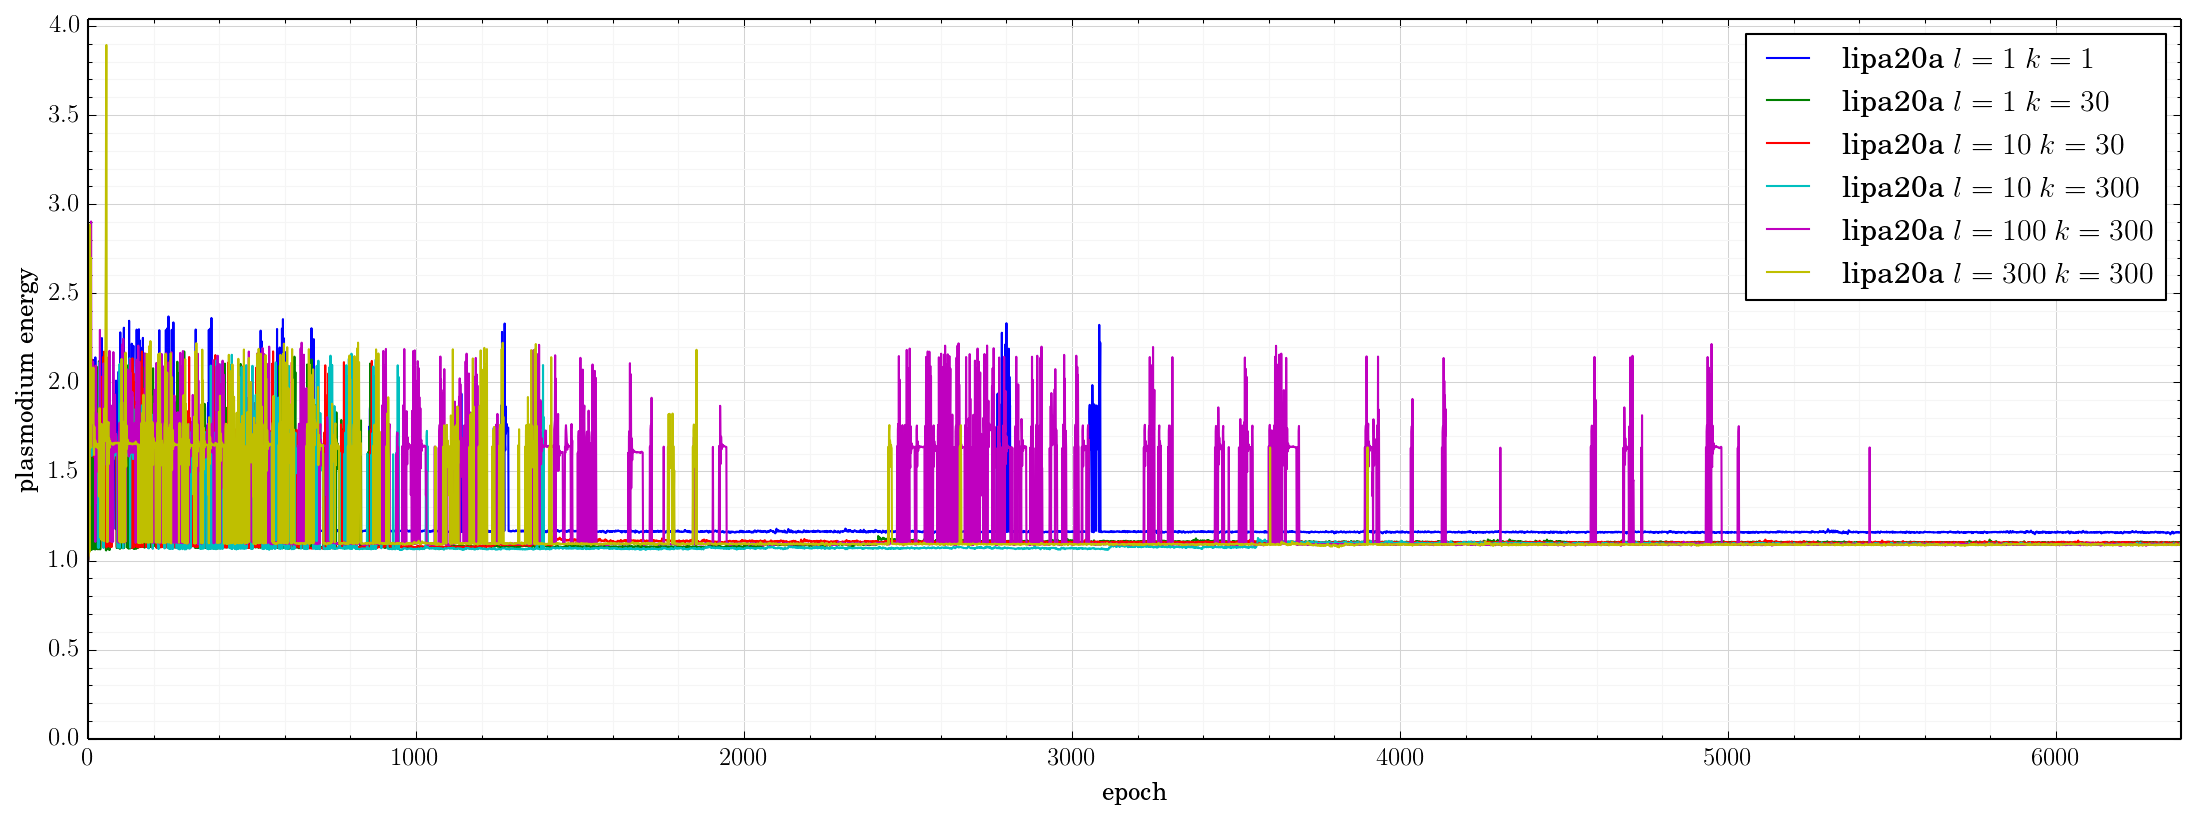 4.0
3.5
3.0
2.5
2.0
1.5
1.0
0.5
0.0
plasmodium energy
0 1000 2000 3000 4000 5000 6000
epoch
lipa20a l = 1 k = 1
lipa20a l = 1 k = 30
lipa20a l = 10 k = 30
lipa20a l = 10 k = 300
lipa20a l = 100 k = 300
lipa20a l = 300 k = 300